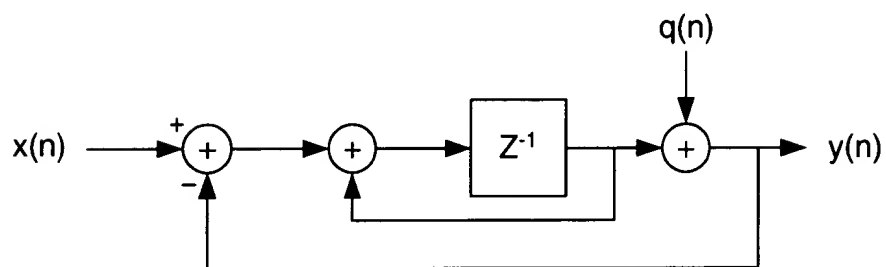 q(n)
x(n) + + − + Z⁻¹ + y(n)